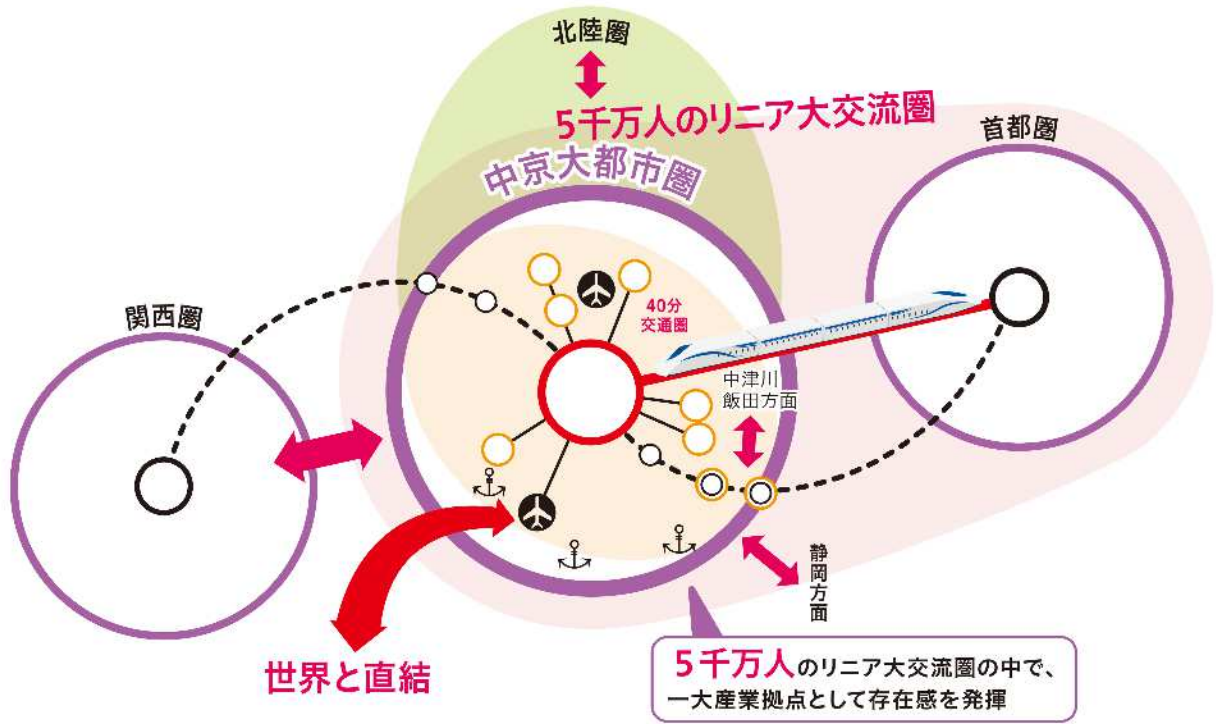 北陸圏
5千万人のリニア大交流圏
首都圏
中京大都市圏
40分
交通圏
関西圏
中津川
飯田方面
静岡方面
世界と直結
5千万人のリニア大交流圏の中で、
一大産業拠点として存在感を発揮